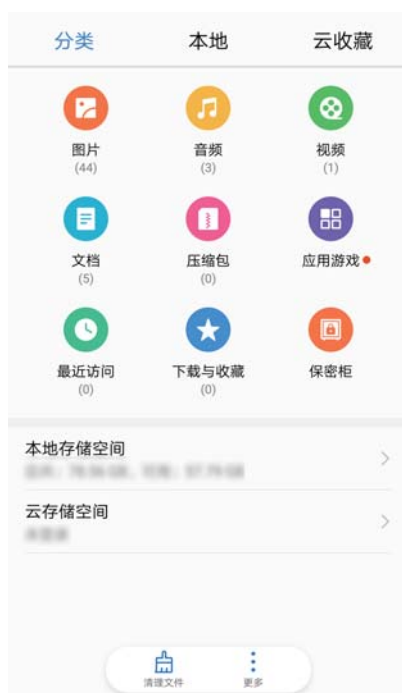 分类 本地 云收藏
图片 音频 视频
(44) (3) (1)
文档 压缩包 应用游戏
(5) (0)
最近访问 下载与收藏 保密柜
(0) (0)
本地存储空间
云存储空间
清理文件 更多